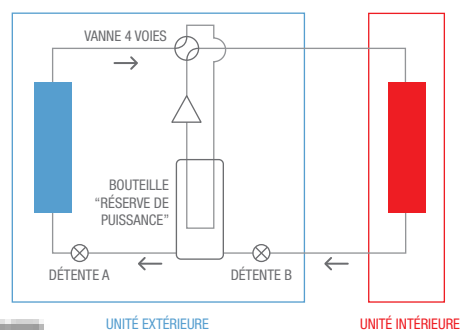 VANNE 4 VOIES
BOUTEILLE
“RÉSERVE DE
PUISSANCE”
DÉTENTE A
DÉTENTE B
UNITÉ EXTÉRIEURE
UNITÉ INTÉRIEURE